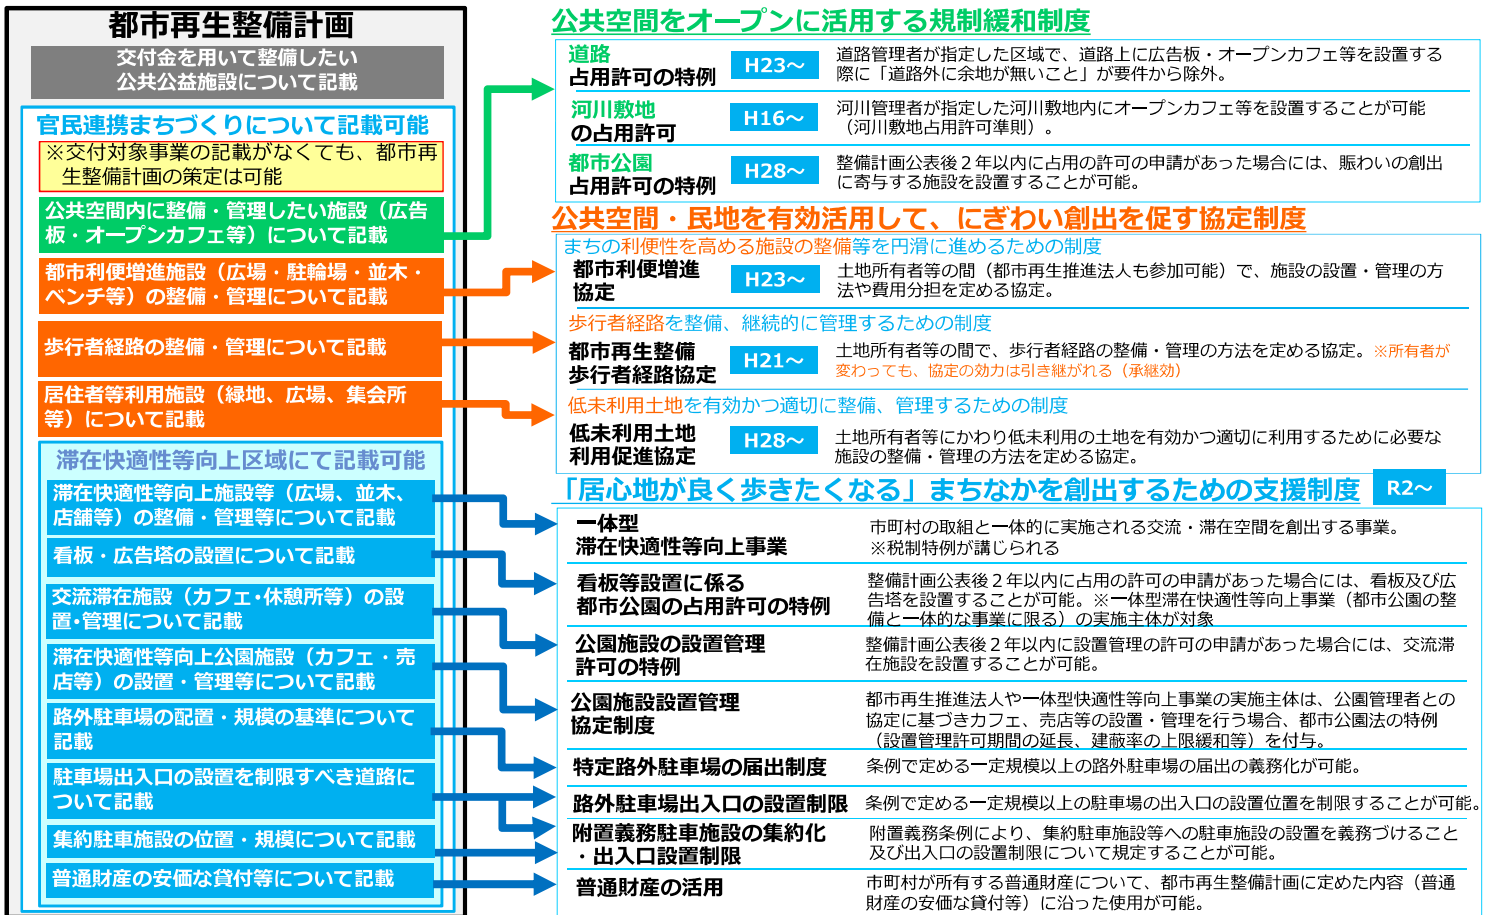 都市再生整備計画
交付金を用いて整備したい
公共公益施設について記載
官民連携まちづくりについて記載可能
※交付対象事業の記載がなくても、都市再
生整備計画の策定は可能
公共空間内に整備・管理したい施設（広告
板・オープンカフェ等）について記載
都市利便増進施設（広場・駐輪場・並木・
ベンチ等）の整備・管理について記載
歩行者経路の整備・管理について記載
居住者等利用施設（緑地、広場、集会所
等）について記載
滞在快適性等向上区域にて記載可能
滞在快適性等向上施設等（広場、並木、
店舗等）の整備・管理等について記載
看板・広告塔の設置について記載
交流滞在施設（カフェ・休憩所等）の設
置・管理について記載
滞在快適性等向上公園施設（カフェ・売
店等）の設置・管理等について記載
路外駐車場の配置・規模の基準について
記載
駐車場出入口の設置を制限すべき道路に
ついて記載
集約駐車施設の位置・規模について記載
普通財産の安価な貸付等について記載
公共空間をオープンに活用する規制緩和制度
道路
占用許可の特例
H23～
道路管理者が指定した区域で、道路上に広告板・オープンカフェ等を設置する
際に「道路外に余地が無いこと」が要件から除外。
河川敷地
の占用許可
H16～
河川管理者が指定した河川敷地内にオープンカフェ等を設置することが可能
（河川敷地占用許可準則）。
都市公園
占用許可の特例
H28～
整備計画公表後２年以内に占用の許可の申請があった場合には、賑わいの創出
に寄与する施設を設置することが可能。
公共空間・民地を有効活用して、にぎわい創出を促す協定制度
まちの利便性を高める施設の整備等を円滑に進めるための制度
都市利便増進
協定
H23～
土地所有者等の間（都市再生推進法人も参加可能）で、施設の設置・管理の方
法や費用分担を定める協定。
歩行者経路を整備、継続的に管理するための制度
都市再生整備
歩行者経路協定
H21～
土地所有者等の間で、歩行者経路の整備・管理の方法を定める協定。※所有者が
変わっても、協定の効力は引き継がれる（承継効）
低未利用土地を有効かつ適切に整備、管理するための制度
低未利用土地
利用促進協定
H28～
土地所有者等にかわり低未利用の土地を有効かつ適切に利用するために必要な
施設の整備・管理の方法を定める協定。
「居心地が良く歩きたくなる」まちなかを創出するための支援制度
R2～
一体型
滞在快適性等向上事業
市町村の取組と一体的に実施される交流・滞在空間を創出する事業。
※税制特例が講じられる
看板等設置に係る
都市公園の占用許可の特例
整備計画公表後２年以内に占用の許可の申請があった場合には、看板及び広
告塔を設置することが可能。※一体型滞在快適性等向上事業（都市公園の整
備と一体的な事業に限る）の実施主体が対象
公園施設の設置管理
許可の特例
整備計画公表後２年以内に設置管理の許可の申請があった場合には、交流滞
在施設を設置することが可能。
公園施設設置管理
協定制度
都市再生推進法人や一体型快適性等向上事業の実施主体は、公園管理者との
協定に基づきカフェ、売店等の設置・管理を行う場合、都市公園法の特例
（設置管理許可期間の延長、建蔽率の上限緩和等）を付与。
特定路外駐車場の届出制度
条例で定める一定規模以上の路外駐車場の届出の義務化が可能。
路外駐車場出入口の設置制限
条例で定める一定規模以上の駐車場の出入口の設置位置を制限することが可能。
附置義務駐車施設の集約化
・出入口設置制限
附置義務条例により、集約駐車施設等への駐車施設の設置を義務づけること
及び出入口の設置制限について規定することが可能。
普通財産の活用
市町村が所有する普通財産について、都市再生整備計画に定めた内容（普通
財産の安価な貸付等）に沿った使用が可能。